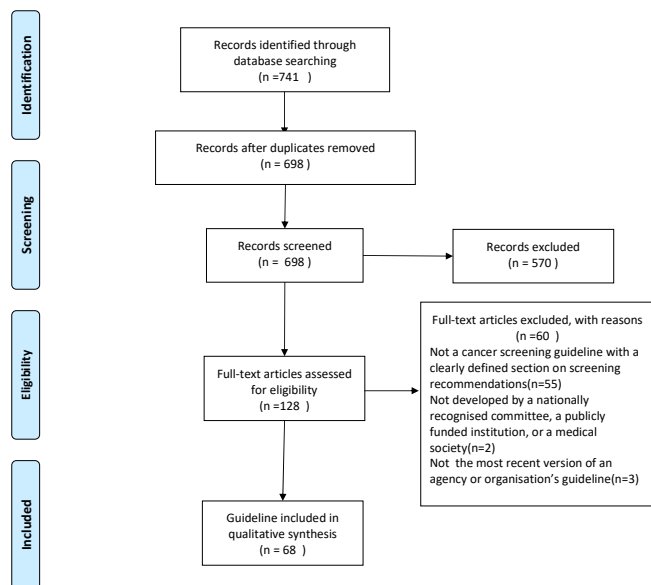 Identification
Records identified through
database searching
(n =741 )
Records after duplicates removed
(n = 698)
Screening
Records screened
(n = 698 )
Records excluded
(n = 570)
Eligibility
Full-text articles assessed
for eligibility
(n =128 )
Full-text articles excluded, with reasons
(n =60 )
Not a cancer screening guideline with a
clearly defined section on screening
recommendations(n=55)
Not developed by a nationally
recognised committee, a publicly
funded institution, or a medical
society(n=2)
Not the most recent version of an
agency or organisation’s guideline(n=3)
Included
Guideline included in
qualitative synthesis
(n = 68 )